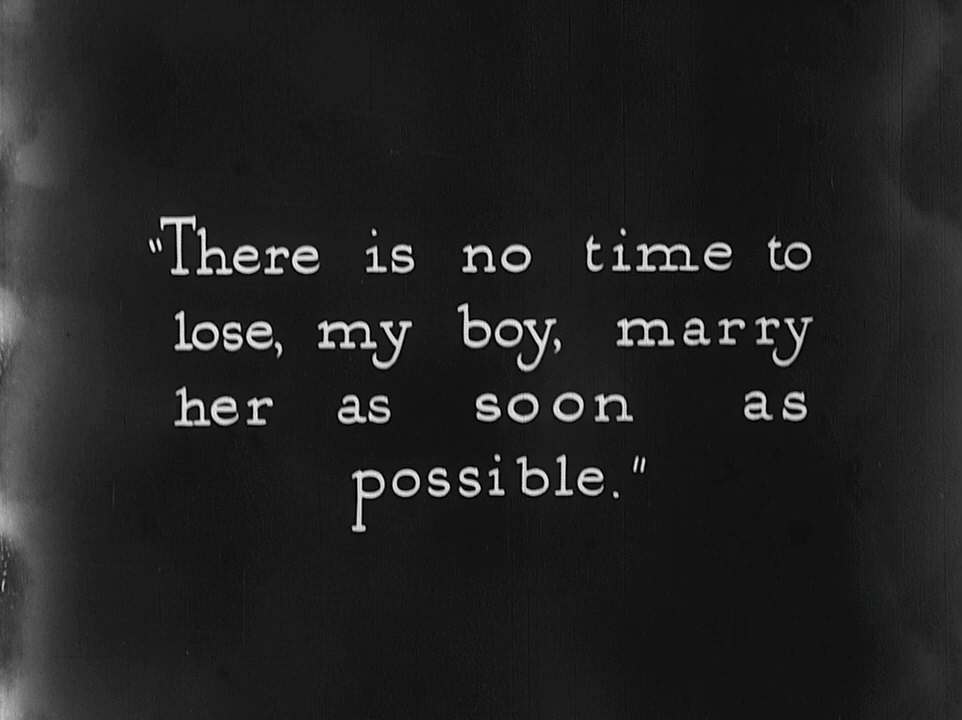 "There is no time to
lose, my boy, marry
her as soon as
possible."